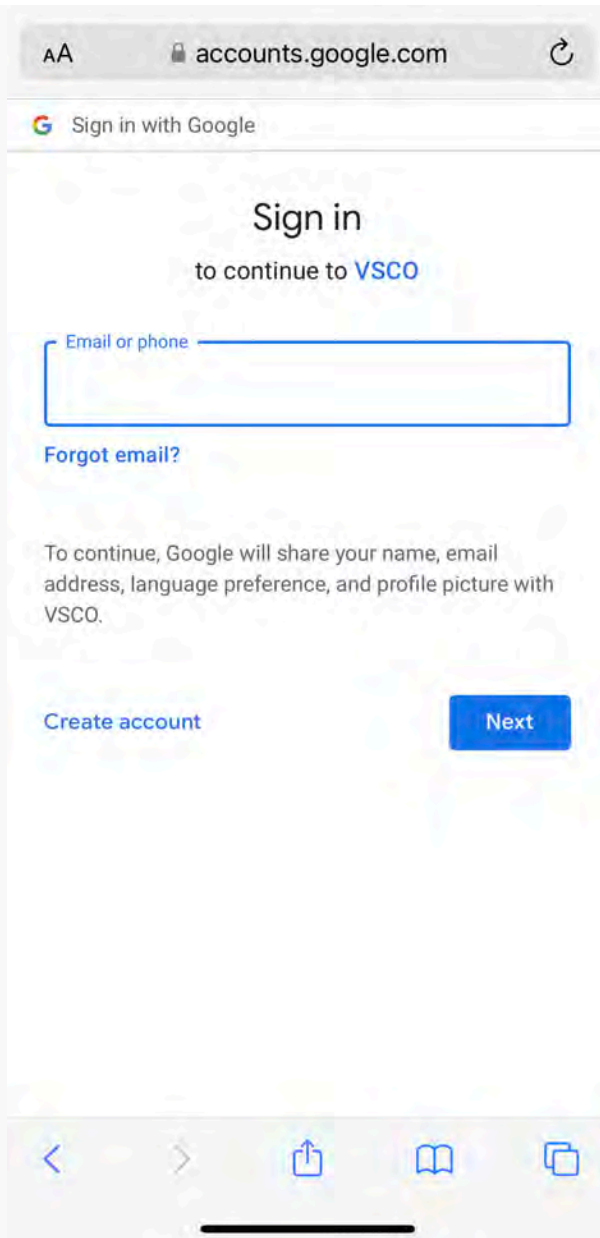 AA accounts.google.com
G Sign in with Google
Sign in
to continue to VSCO
Email or phone
Forgot email?
To continue, Google will share your name, email
address, language preference, and profile picture with
VSCO.
Create account Next